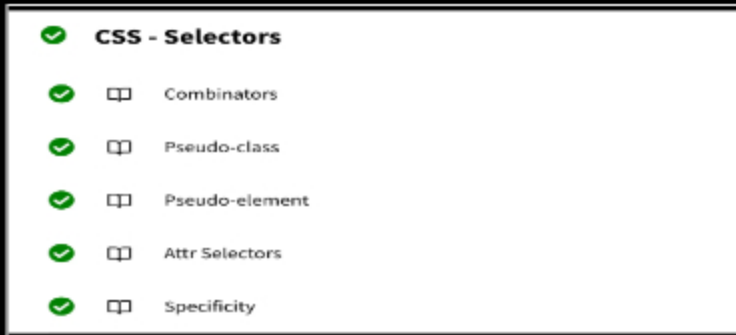 CSS - Selectors
Combinators
Pseudo-class
Pseudo-element
Attr Selectors
Specificity